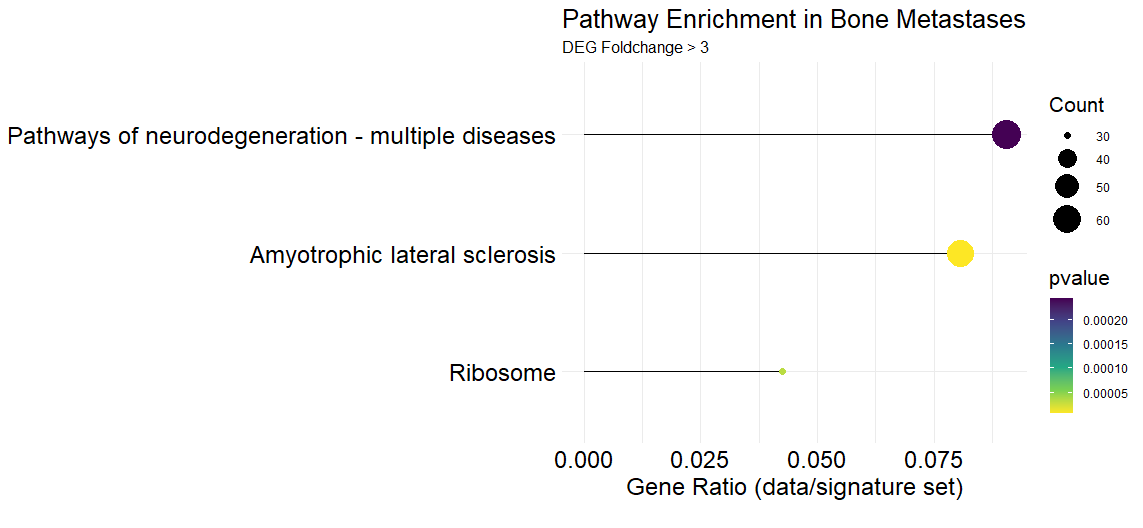 Pathway Enrichment in Bone Metastases
DEG Foldchange > 3
Pathways of neurodegeneration - multiple diseases
Amyotrophic lateral sclerosis
Ribosome
0.000
0.025
0.050
0.075
Gene Ratio (data/signature set)
Count
30
40
50
60
pvalue
0.00020
0.00015
0.00010
0.00005